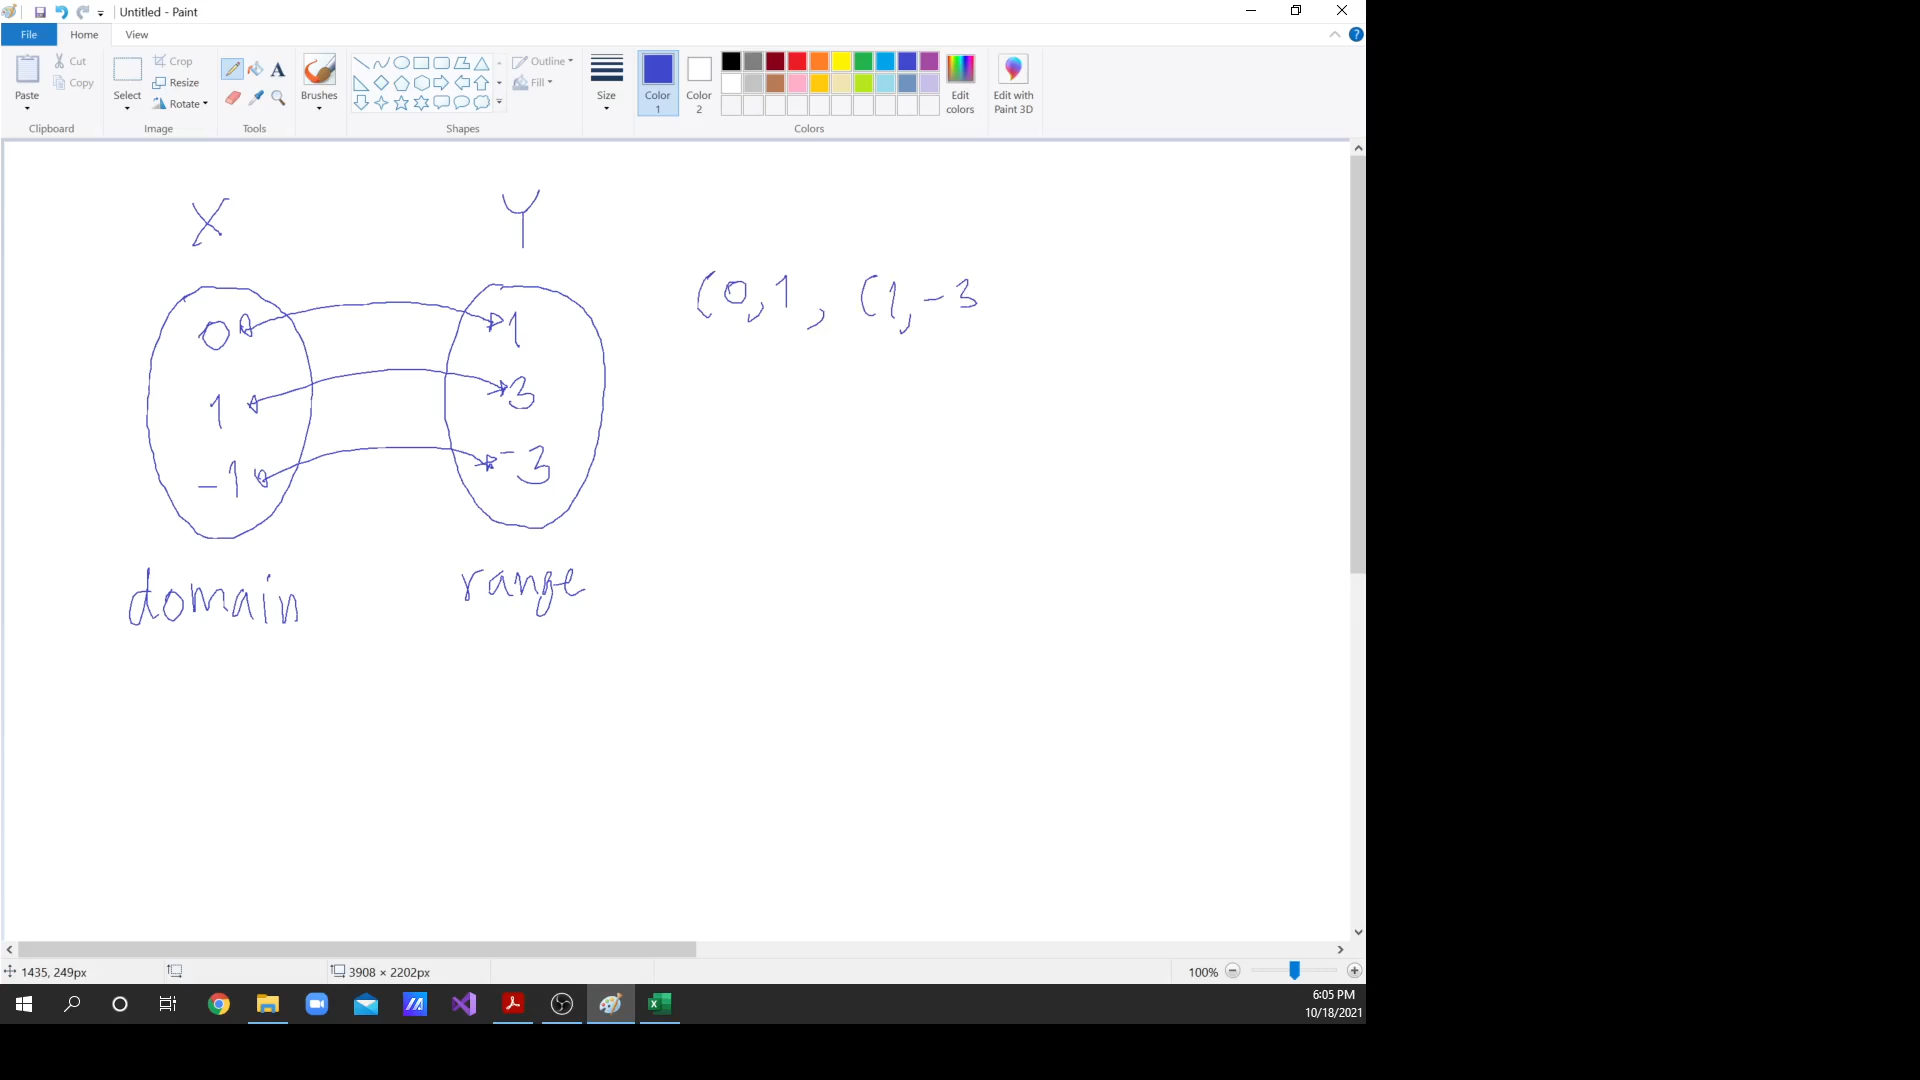 Untitled - Paint
File Home View
Paste Cut Copy Select Crop Resize Rotate A Brushes Outline Fill Size Color 1 Color 2 Edit colors Edit with Paint 3D
Clipboard Image Tools Shapes Colors
X Y
(0,1 , (1,-3
0 1
1 3
-1 -3
domain range
1435, 249px 3908 × 2202px 100%
6:05 PM
10/18/2021